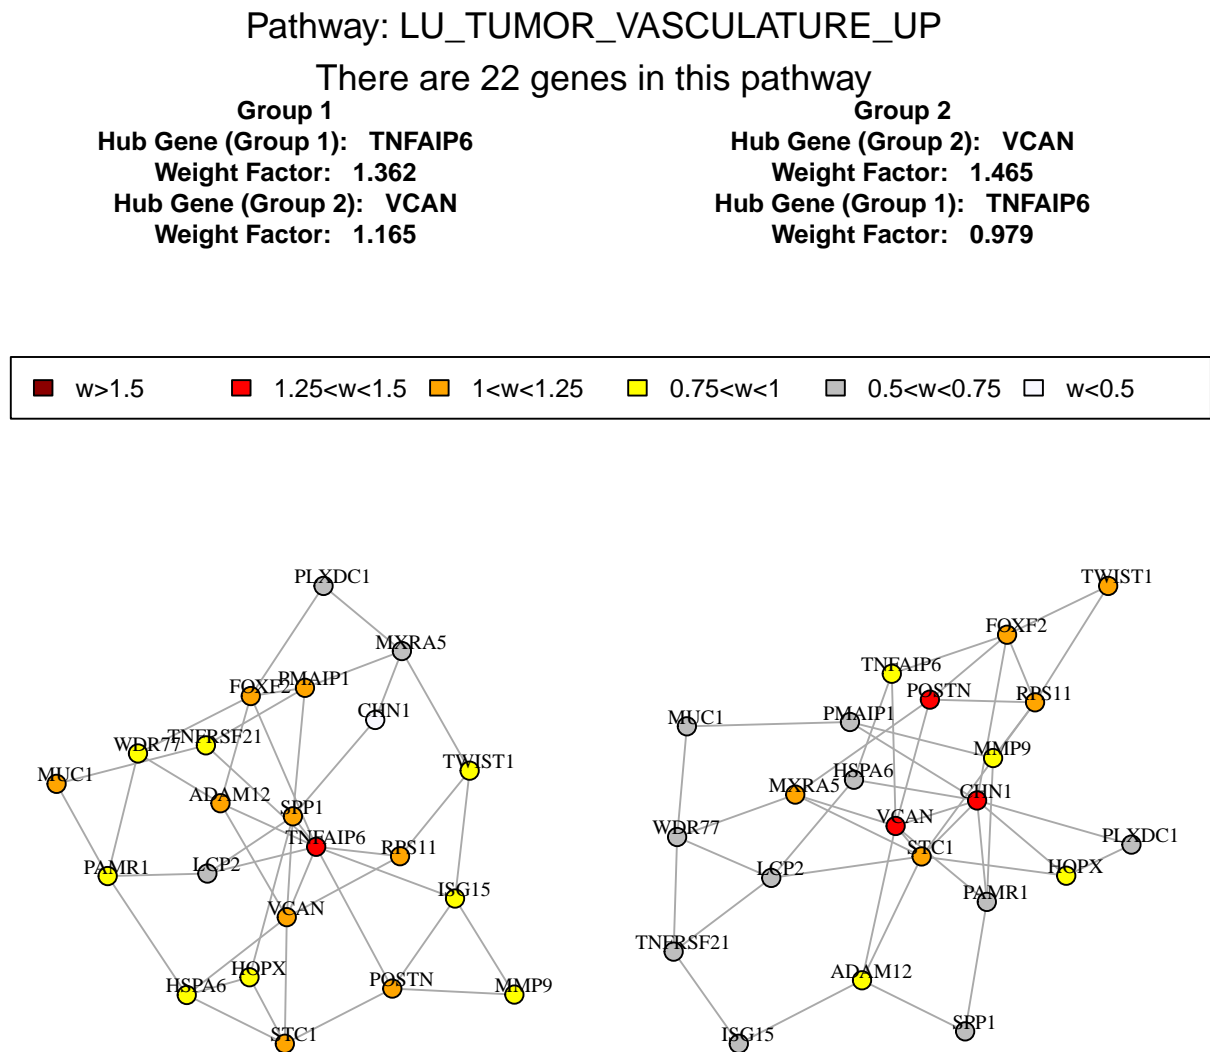 Pathway: LU_TUMOR_VASCULATURE_UP
There are 22 genes in this pathway
Group 1
Hub Gene (Group 1): TNFAIP6
Weight Factor: 1.362
Hub Gene (Group 2): VCAN
Weight Factor: 1.165
Group 2
Hub Gene (Group 2): VCAN
Weight Factor: 1.465
Hub Gene (Group 1): TNFAIP6
Weight Factor: 0.979
w>1.5 1.25<w<1.5 1<w<1.25 0.75<w<1 0.5<w<0.75 w<0.5
PLXDC1
MXRA5
PMAIP1
FOXF2
CHN1
TNFRSF21
WDR77
TWIST1
MUC1
ADAM12
SPP1
TNFAIP6
RPS11
LCP2
PAMR1
ISG15
VCAN
HOPX
POSTN
HSPA6
MMP9
STC1
TWIST1
FOXF2
TNFAIP6
POSTN
RPS11
PMAIP1
MUC1
MMP9
HSPA6
MXRA5
CHN1
VCAN
WDR77
PLXDC1
STC1
LCP2
HOPX
PAMR1
TNFRSF21
ADAM12
SPP1
ISG15